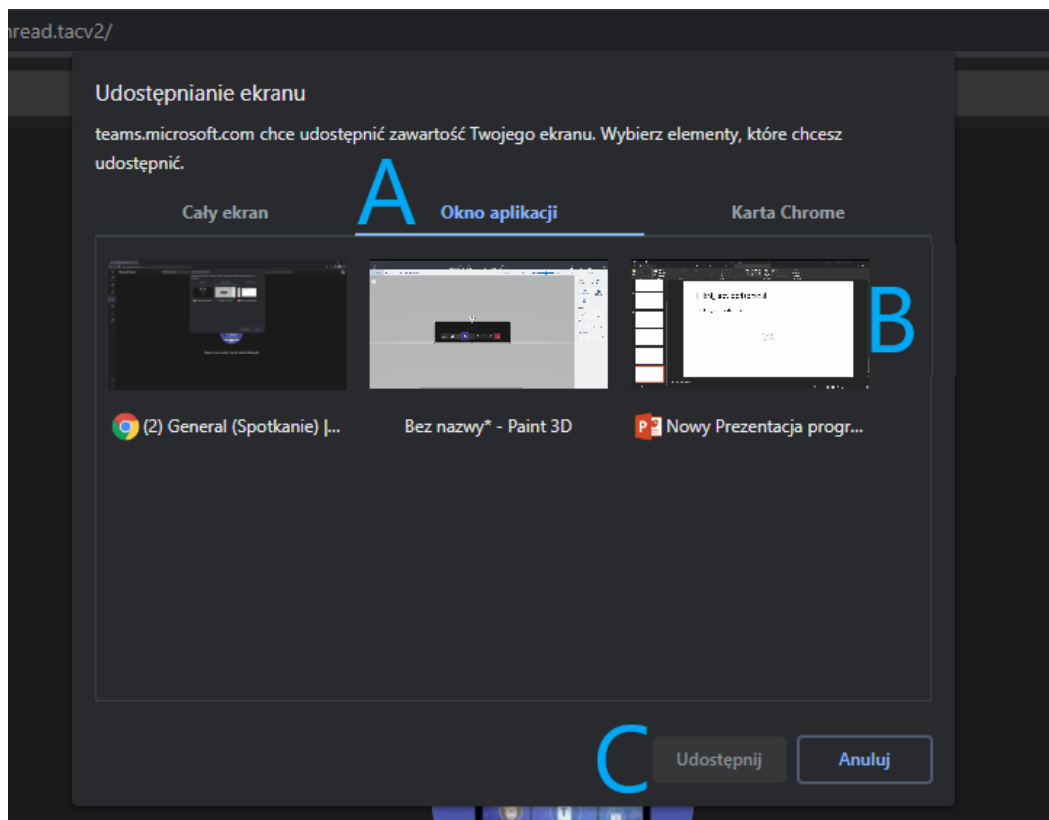 hread.tacv2/
Udostępnianie ekranu
teams.microsoft.com chce udostępnić zawartość Twojego ekranu. Wybierz elementy, które chcesz
udostępnić.
A
Cały ekran Okno aplikacji Karta Chrome
B
(2) General (Spotkanie) |... Bez nazwy* - Paint 3D Nowy Prezentacja progr...
C
Udostępnij Anuluj